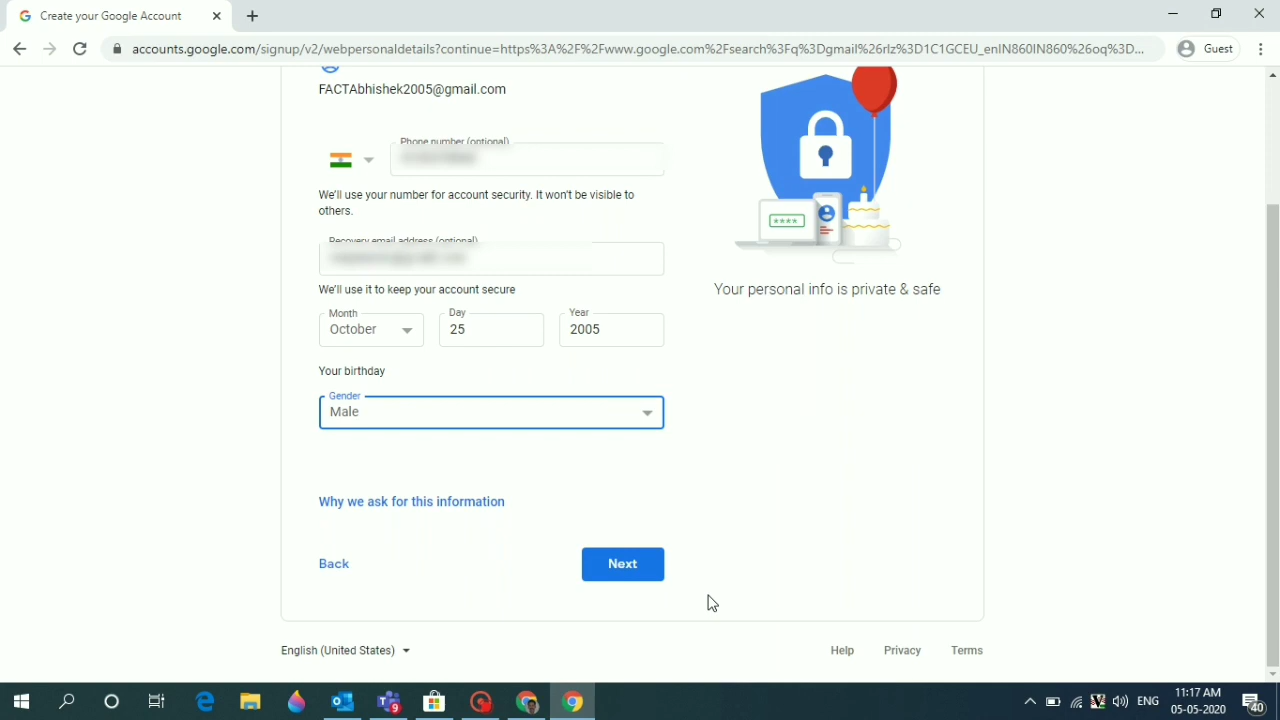 Create your Google Account
accounts.google.com/signup/v2/webpersonaldetails?continue=https%3A%2F%2Fwww.google.com%2Fsearch%3Fq%3Dgmail%26rlz%3D1C1GCEU_enIN860IN860%26oq%3D...
Guest
FACTAbhishek2005@gmail.com
Phone number (optional)
We'll use your number for account security. It won't be visible to
others.
Recovery email address (optional)
We'll use it to keep your account secure
Month
Day
Year
October
25
2005
Your birthday
Gender
Male
Why we ask for this information
Back
Next
****
Your personal info is private & safe
English (United States)
Help
Privacy
Terms
9
ENG
11:17 AM
05-05-2020
40